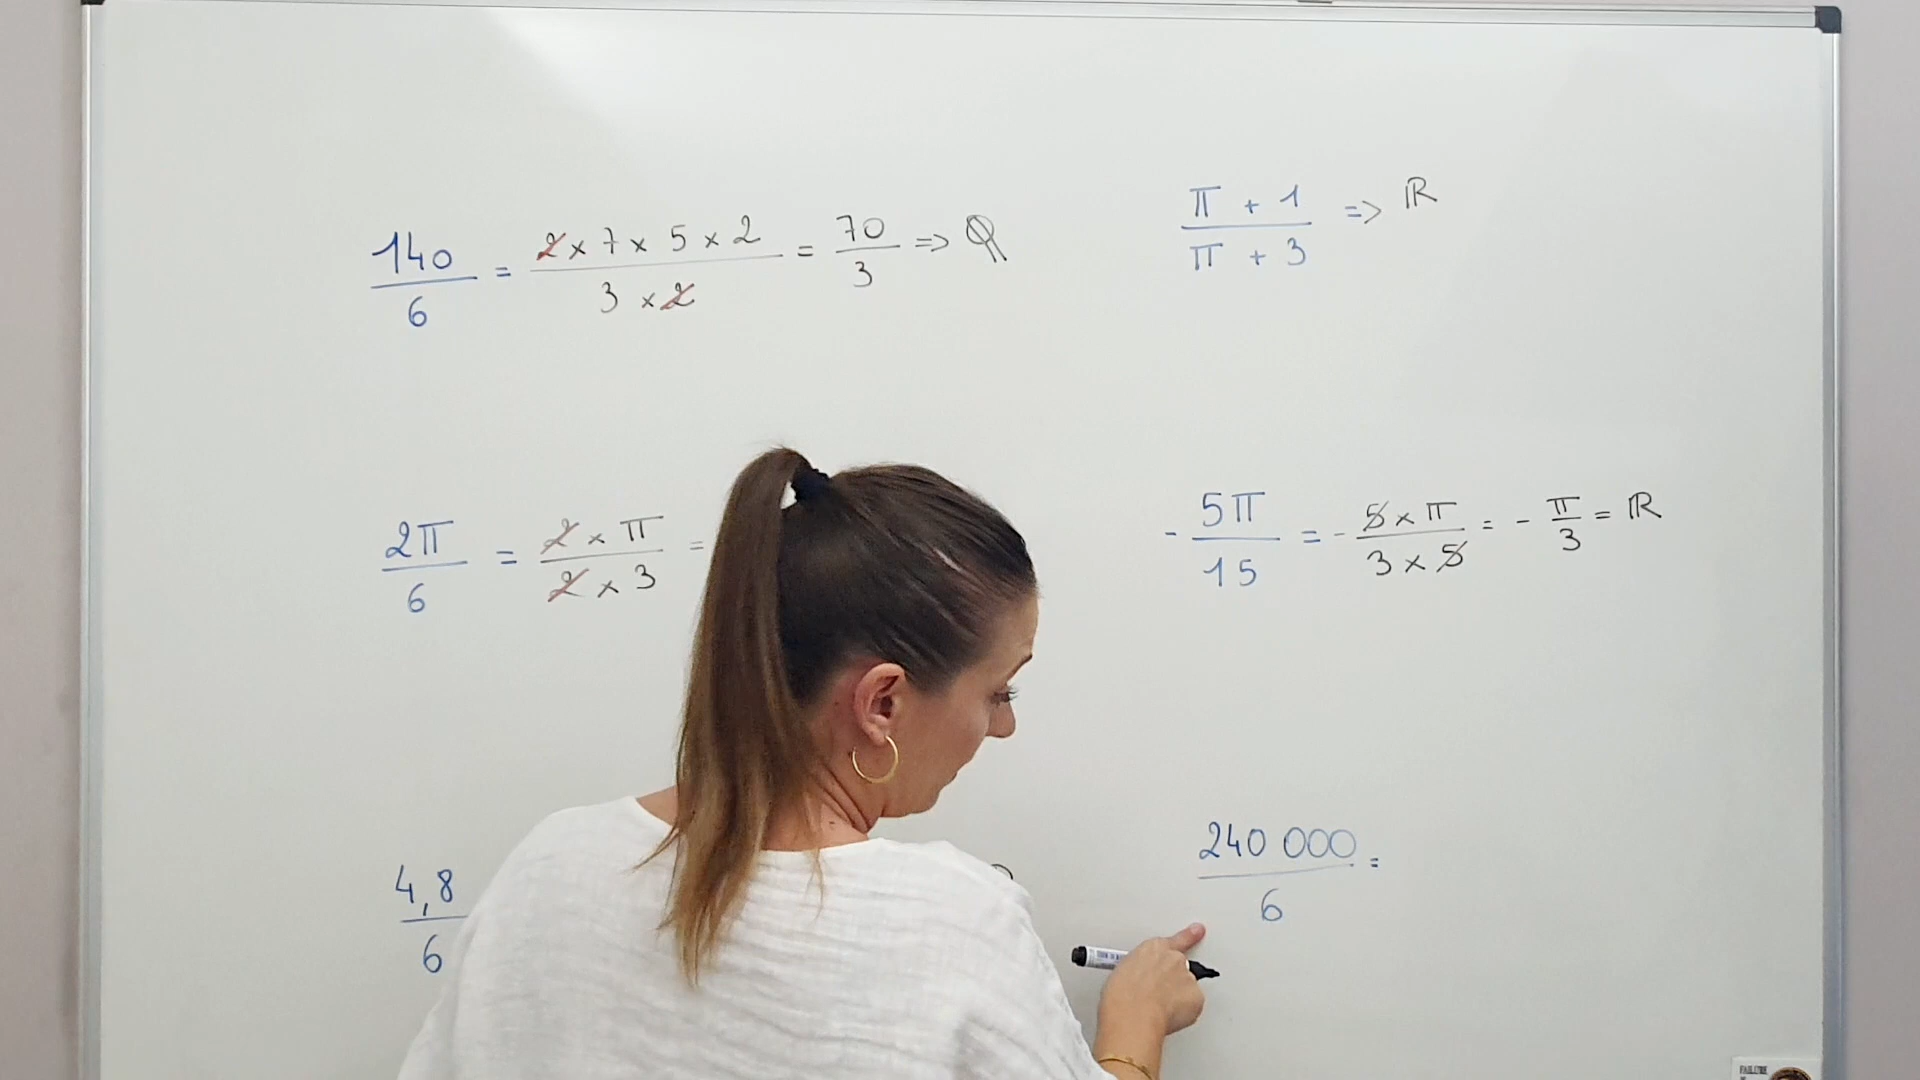 140/6 = 2 x 7 x 5 x 2 / 3 x 2 = 70/3 => ℚ
π + 1 / π + 3 => ℝ
2π/6 = 2 x π / 2 x 3 =
- 5π/15 = - 5 x π / 3 x 5 = - π/3 = ℝ
4,8/6
240 000/6 =
FAILURE